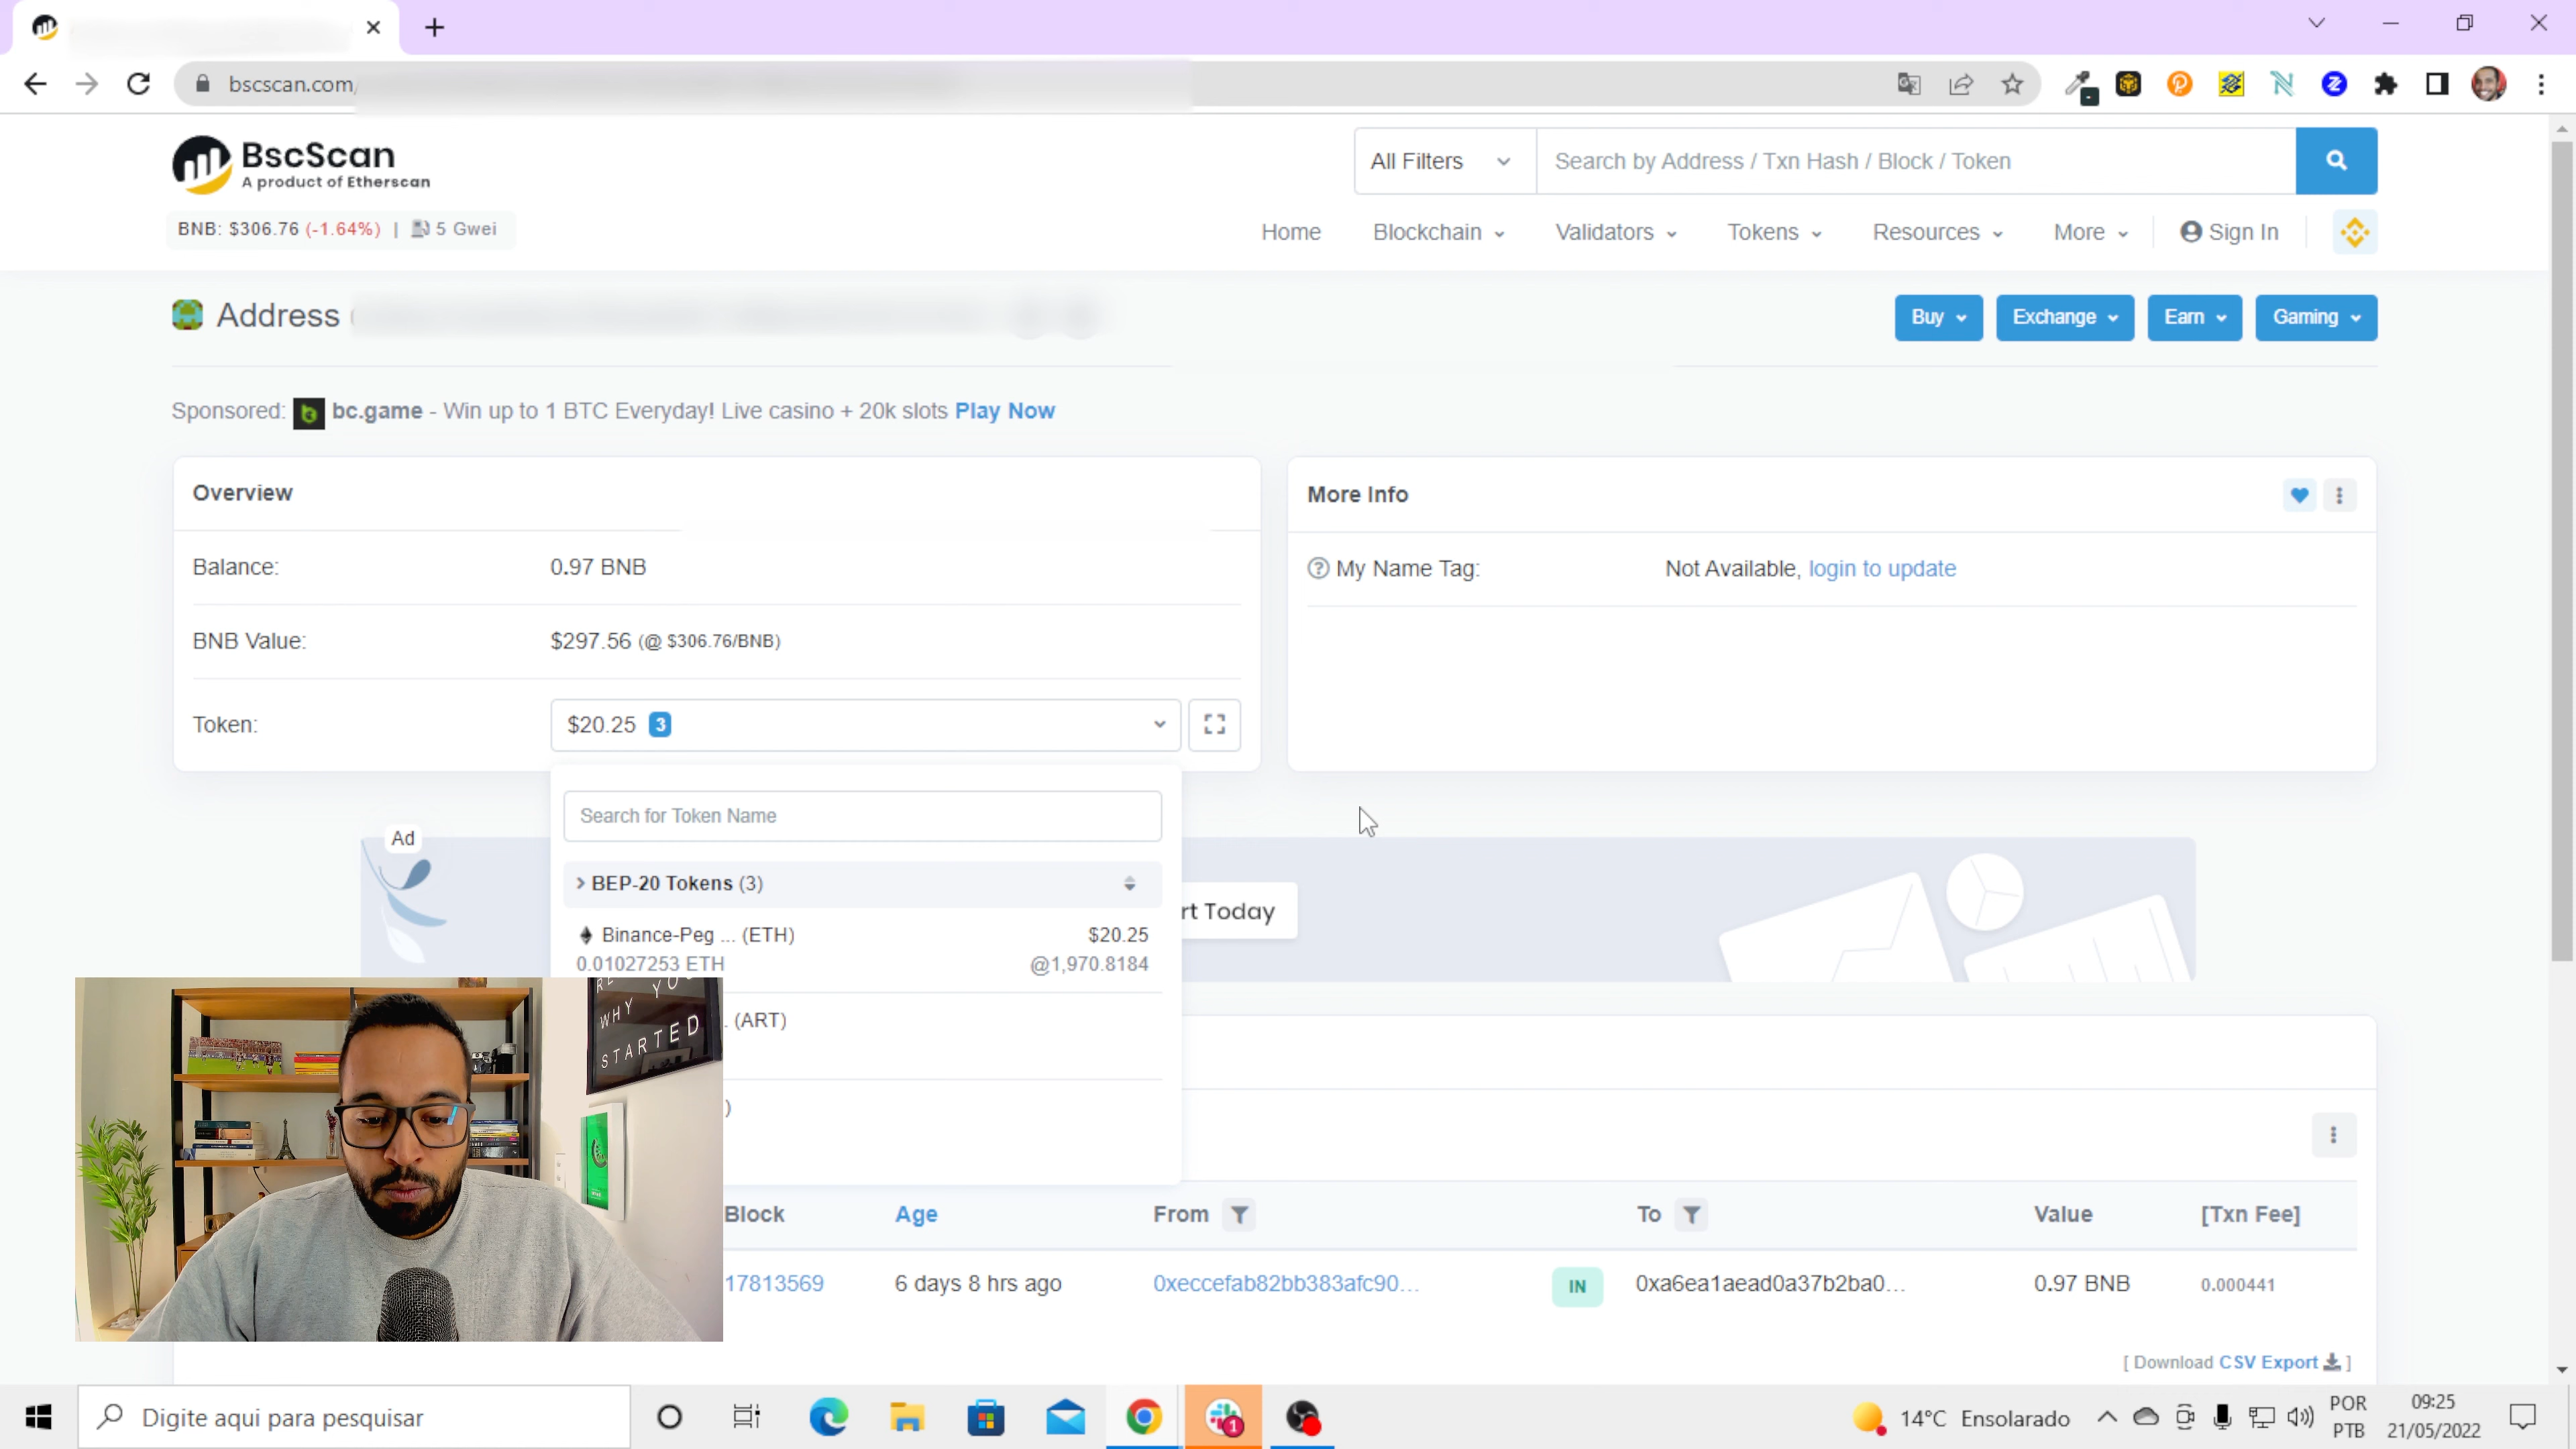 bscscan.com/
BscScan
A product of Etherscan
All Filters
Search by Address / Txn Hash / Block / Token
BNB: $306.76 (-1.64%) | 5 Gwei
Home Blockchain Validators Tokens Resources More Sign In
Address
Buy Exchange Earn Gaming
Sponsored: bc.game - Win up to 1 BTC Everyday! Live casino + 20k slots Play Now
Overview
Balance: 0.97 BNB
BNB Value: $297.56 (@ $306.76/BNB)
Token: $20.25 3
More Info
My Name Tag: Not Available, login to update
Search for Token Name
Ad
BEP-20 Tokens (3)
Binance-Peg ... (ETH) $20.25
0.01027253 ETH @1,970.8184
rt Today
. (ART)
)
WHY YOU
STARTED
Block Age From To Value [Txn Fee]
17813569 6 days 8 hrs ago 0xeccefab82bb383afc90... IN 0xa6ea1aead0a37b2ba0... 0.97 BNB 0.000441
[ Download CSV Export ]
Digite aqui para pesquisar
1
14°C Ensolarado
POR
PTB
09:25
21/05/2022